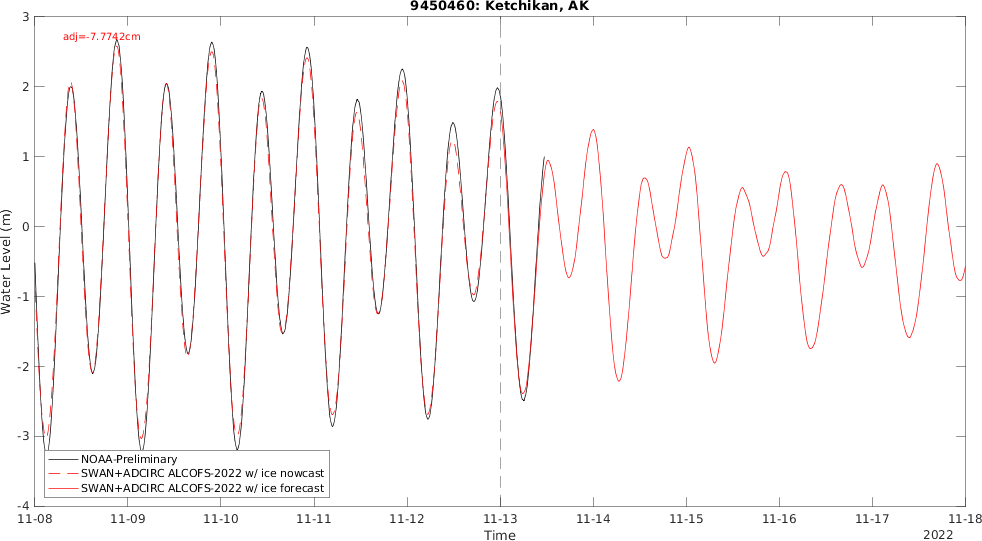 9450460: Ketchikan, AK
adj=-7.7742cm
3
2
1
0
-1
-2
-3
-4
Water Level (m)
NOAA-Preliminary
SWAN+ADCIRC ALCOFS-2022 w/ ice nowcast
SWAN+ADCIRC ALCOFS-2022 w/ ice forecast
11-08 11-09 11-10 11-11 11-12 11-13 11-14 11-15 11-16 11-17 11-18
Time
2022